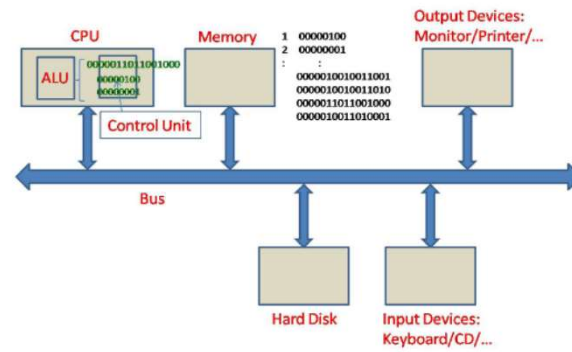 CPU
Memory
1 00000100
2 00000001
: :
0000010010011001
0000010010011010
0000011011001000
0000010011010001
Output Devices:
Monitor/Printer/...
ALU
0000011011001000
00000100
00000001
Control Unit
Bus
Hard Disk
Input Devices:
Keyboard/CD/...